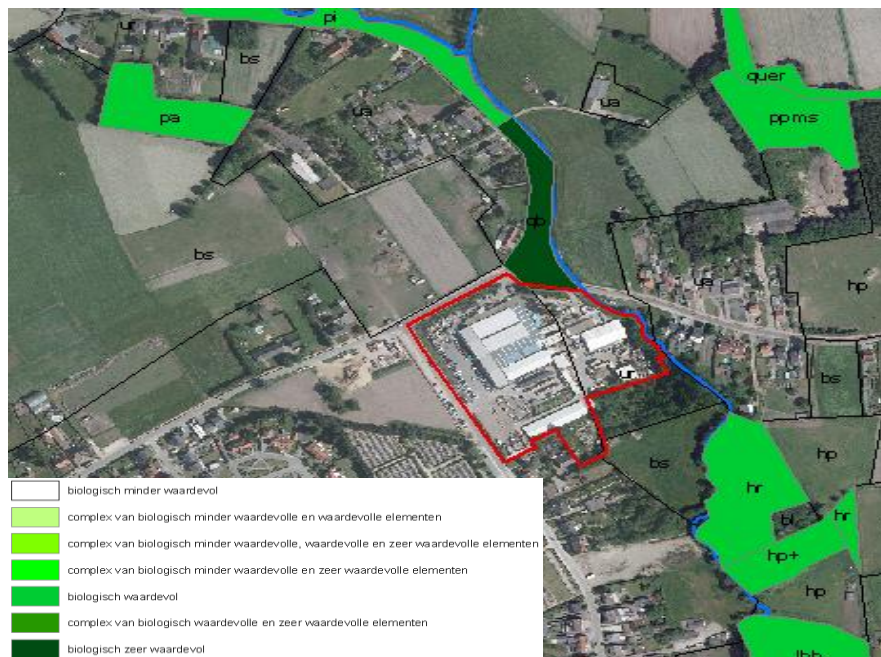 ur
pi
bs
quer
ua
ua
pa
ppms
qb
bs
ua
hp
bs
ur
bs
hp
hr
hr
bl
hp+
hp
lbb
biologisch minder waardevol
complex van biologisch minder waardevolle en waardevolle elementen
complex van biologisch minder waardevolle, waardevolle en zeer waardevolle elementen
complex van biologisch minder waardevolle en zeer waardevolle elementen
biologisch waardevol
complex van biologisch waardevolle en zeer waardevolle elementen
biologisch zeer waardevol